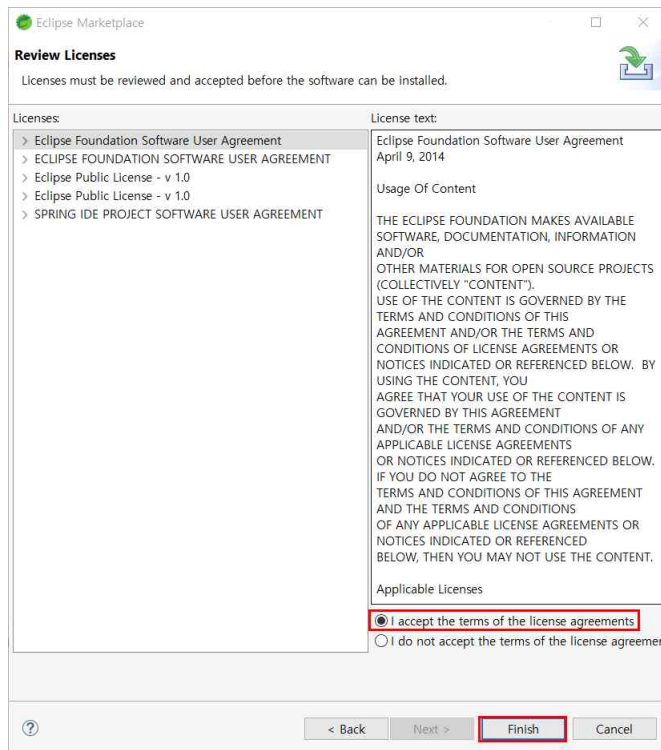 Eclipse Marketplace
Review Licenses
Licenses must be reviewed and accepted before the software can be installed.
Licenses:
Eclipse Foundation Software User Agreement
ECLIPSE FOUNDATION SOFTWARE USER AGREEMENT
Eclipse Public License - v 1.0
Eclipse Public License - v 1.0
SPRING IDE PROJECT SOFTWARE USER AGREEMENT
License text:
Eclipse Foundation Software User Agreement
April 9, 2014
Usage Of Content
THE ECLIPSE FOUNDATION MAKES AVAILABLE
SOFTWARE, DOCUMENTATION, INFORMATION
AND/OR
OTHER MATERIALS FOR OPEN SOURCE PROJECTS
(COLLECTIVELY "CONTENT").
USE OF THE CONTENT IS GOVERNED BY THE
TERMS AND CONDITIONS OF THIS
AGREEMENT AND/OR THE TERMS AND
CONDITIONS OF LICENSE AGREEMENTS OR
NOTICES INDICATED OR REFERENCED BELOW.  BY
USING THE CONTENT, YOU
AGREE THAT YOUR USE OF THE CONTENT IS
GOVERNED BY THIS AGREEMENT
AND/OR THE TERMS AND CONDITIONS OF ANY
APPLICABLE LICENSE AGREEMENTS
OR NOTICES INDICATED OR REFERENCED BELOW.
IF YOU DO NOT AGREE TO THE
TERMS AND CONDITIONS OF THIS AGREEMENT
AND THE TERMS AND CONDITIONS
OF ANY APPLICABLE LICENSE AGREEMENTS OR
NOTICES INDICATED OR REFERENCED
BELOW, THEN YOU MAY NOT USE THE CONTENT.
Applicable Licenses
I accept the terms of the license agreements
I do not accept the terms of the license agreemen
< Back
Next >
Finish
Cancel